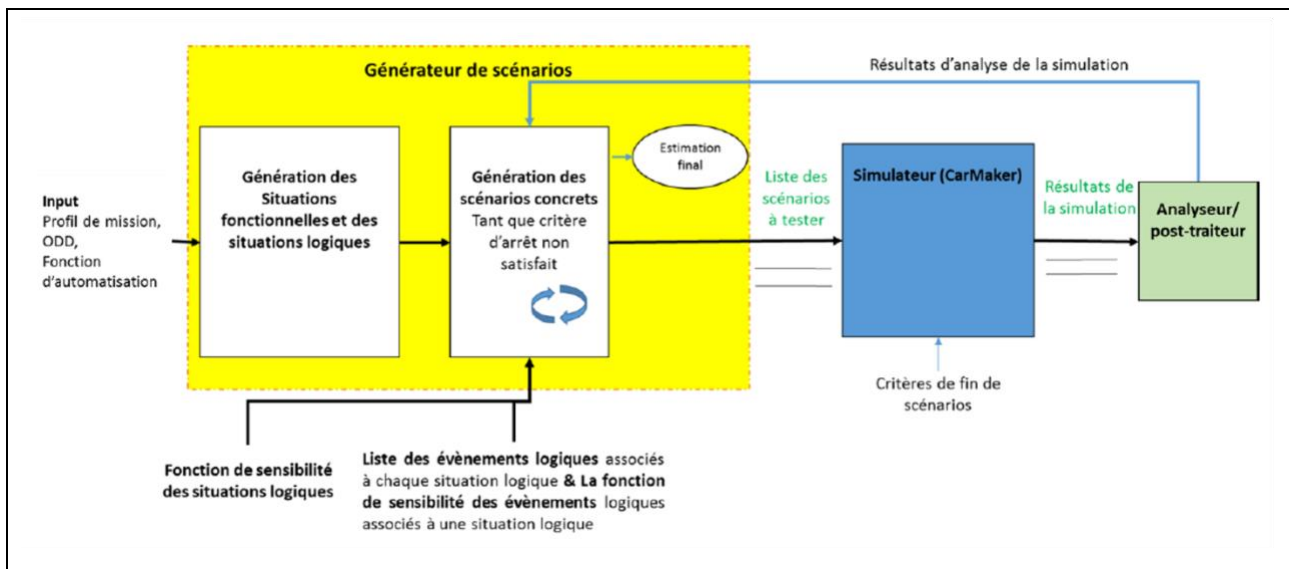 Générateur de scénarios
Résultats d'analyse de la simulation
Input
Profil de mission,
ODD,
Fonction
d'automatisation
Génération des
Situations
fonctionnelles et des
situations logiques
Génération des
scénarios concrets
Tant que critère
d'arrêt non
satisfait
Estimation
final
Liste des
scénarios
à tester
Simulateur (CarMaker)
Résultats de
la simulation
Analyseur/
post-traiteur
Critères de fin de
scénarios
Fonction de sensibilité
des situations logiques
Liste des évènements logiques associés
à chaque situation logique & La fonction
de sensibilité des évènements logiques
associés à une situation logique